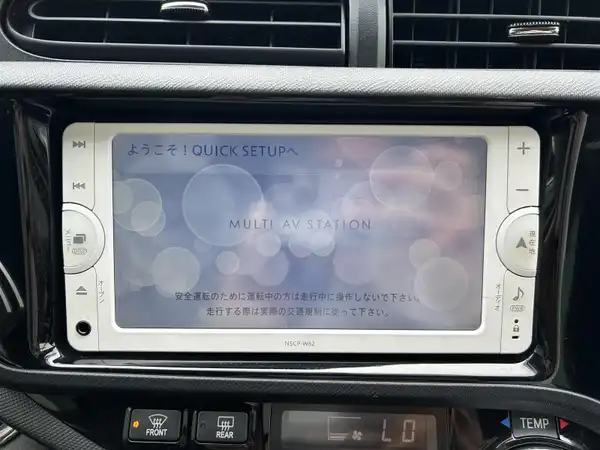 ようこそ！QUICK SETUPへ
MULTI AV STATION
安全運転のために運転中の方は走行中に操作しないで下さい。
走行する際は実際の交通規制に従って下さい。
メニュー
オープン
現在地
オーディオ
PWR
NSCP-W62
FRONT
REAR
LO
TEMP